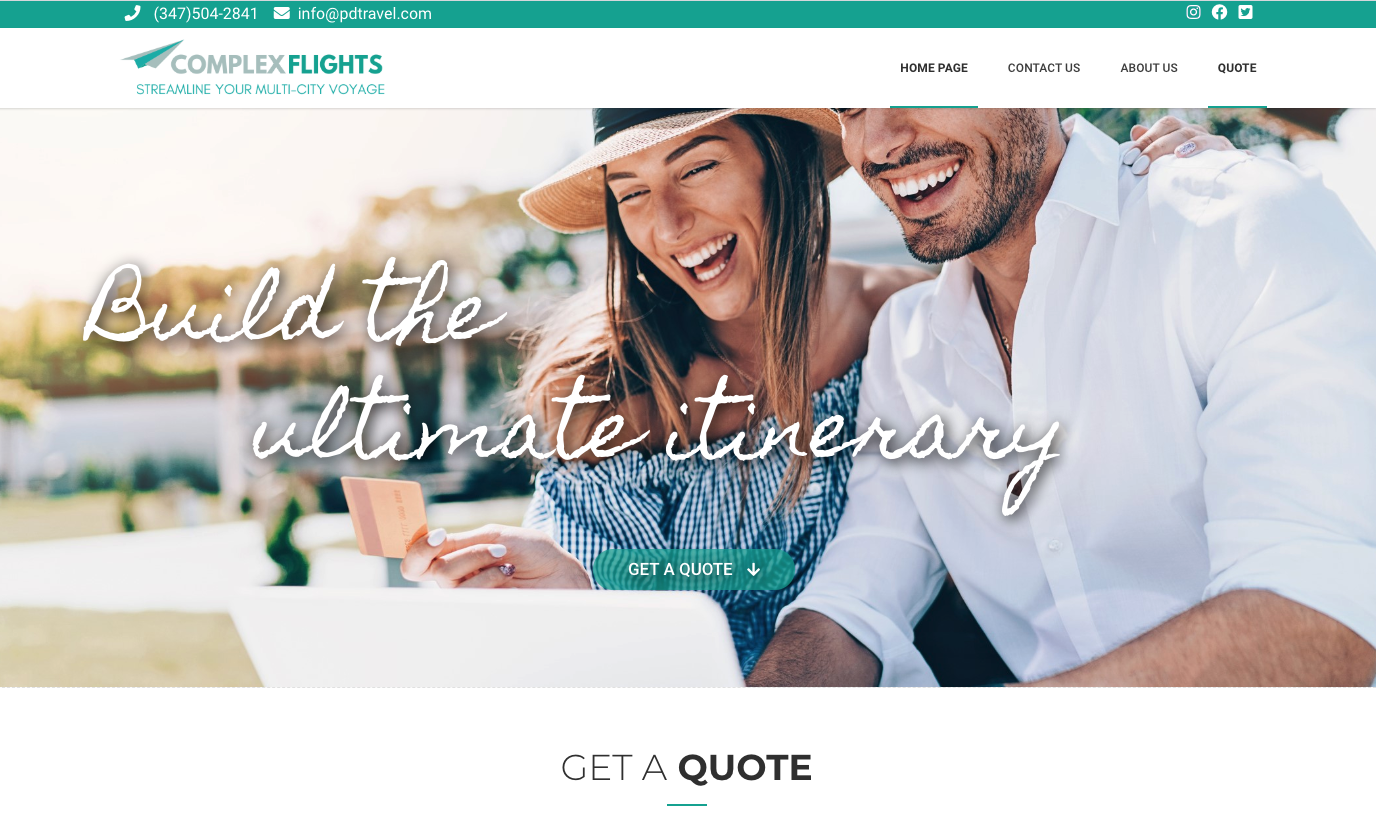 (347)504-2841 info@pdtravel.com
COMPLEX FLIGHTS
STREAMLINE YOUR MULTI-CITY VOYAGE
HOME PAGE CONTACT US ABOUT US QUOTE
Build the
ultimate itinerary
GET A QUOTE
GET A QUOTE